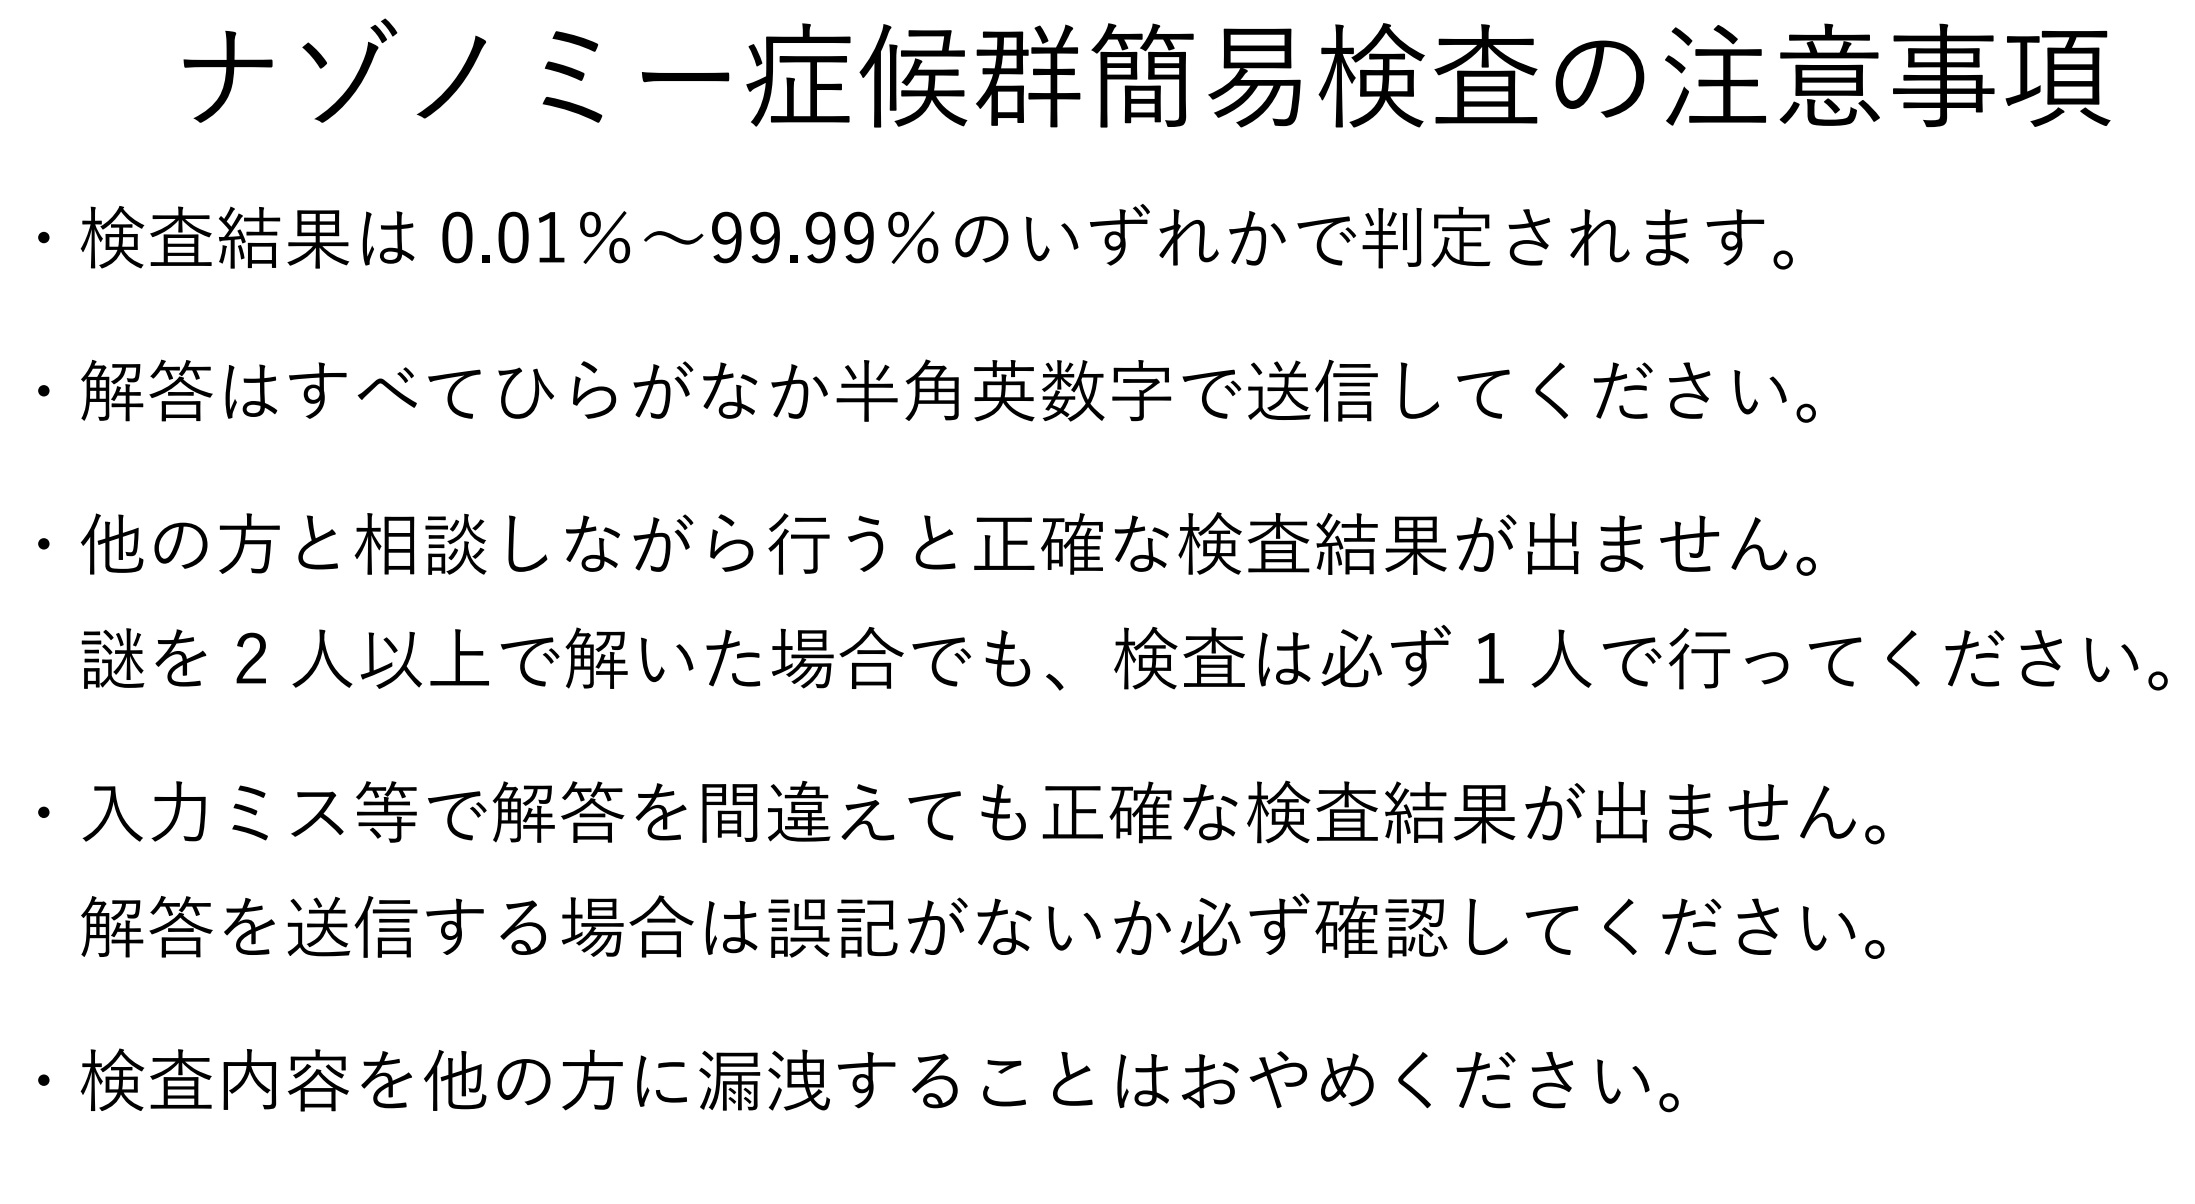 ナゾノミー症候群簡易検査の注意事項
・検査結果は 0.01％～99.99％のいずれかで判定されます。
・解答はすべてひらがなか半角英数字で送信してください。
・他の方と相談しながら行うと正確な検査結果が出ません。
謎を 2 人以上で解いた場合でも、検査は必ず 1 人で行ってください。
・入力ミス等で解答を間違えても正確な検査結果が出ません。
解答を送信する場合は誤記がないか必ず確認してください。
・検査内容を他の方に漏洩することはおやめください。